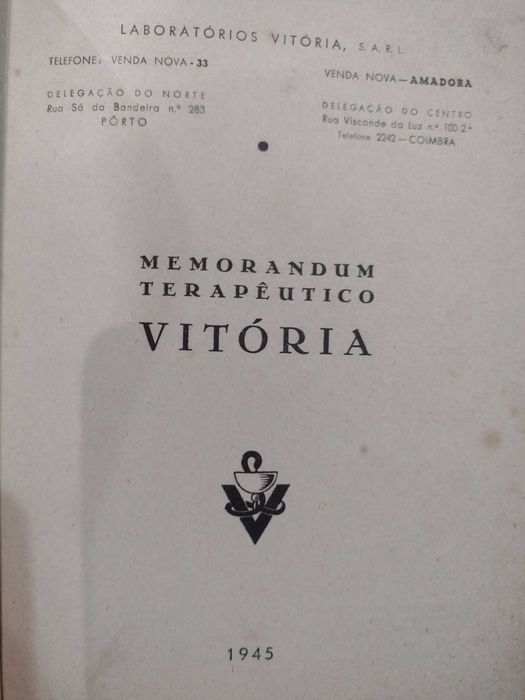 LABORATÓRIOS VITÓRIA, S. A. R. L.
TELEFONE: VENDA NOVA - 33
VENDA NOVA — AMADORA
DELEGAÇÃO DO NORTE
Rua Sá da Bandeira n.º 283
PÔRTO
DELEGAÇÃO DO CENTRO
Rua Visconde da Luz n.º 100 2.º
Telefone 2242 — COIMBRA
MEMORANDUM
TERAPÊUTICO
VITÓRIA
V
1945